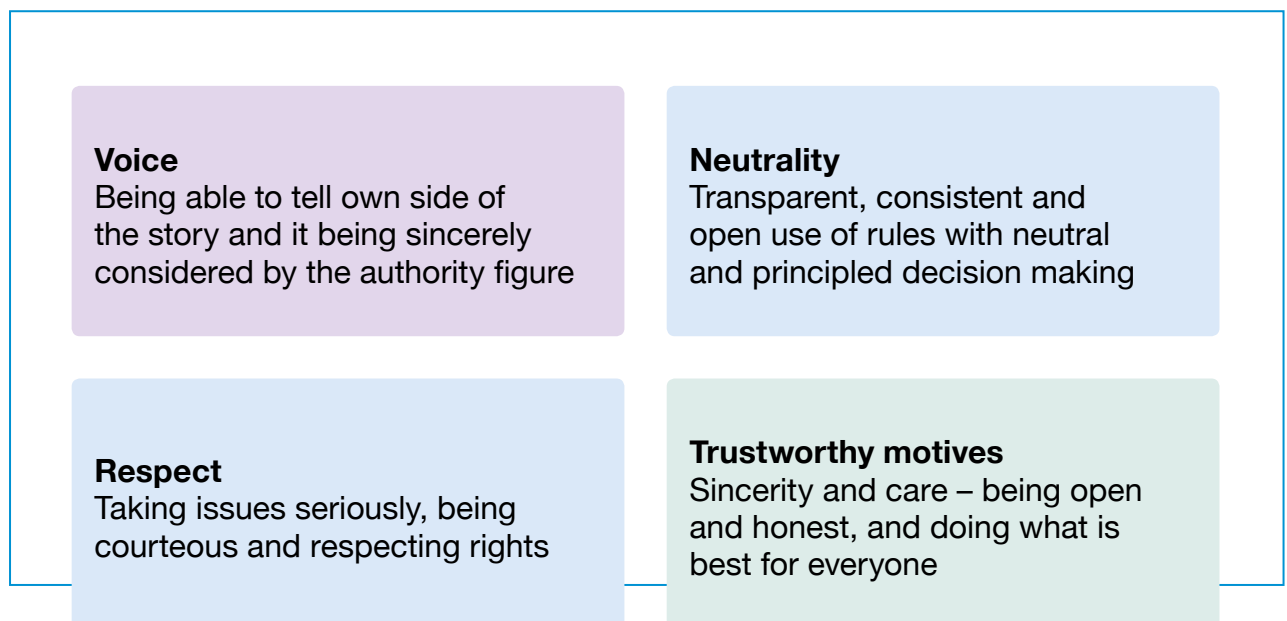 Voice
Being able to tell own side of
the story and it being sincerely
considered by the authority figure
Neutrality
Transparent, consistent and
open use of rules with neutral
and principled decision making
Respect
Taking issues seriously, being
courteous and respecting rights
Trustworthy motives
Sincerity and care – being open
and honest, and doing what is
best for everyone